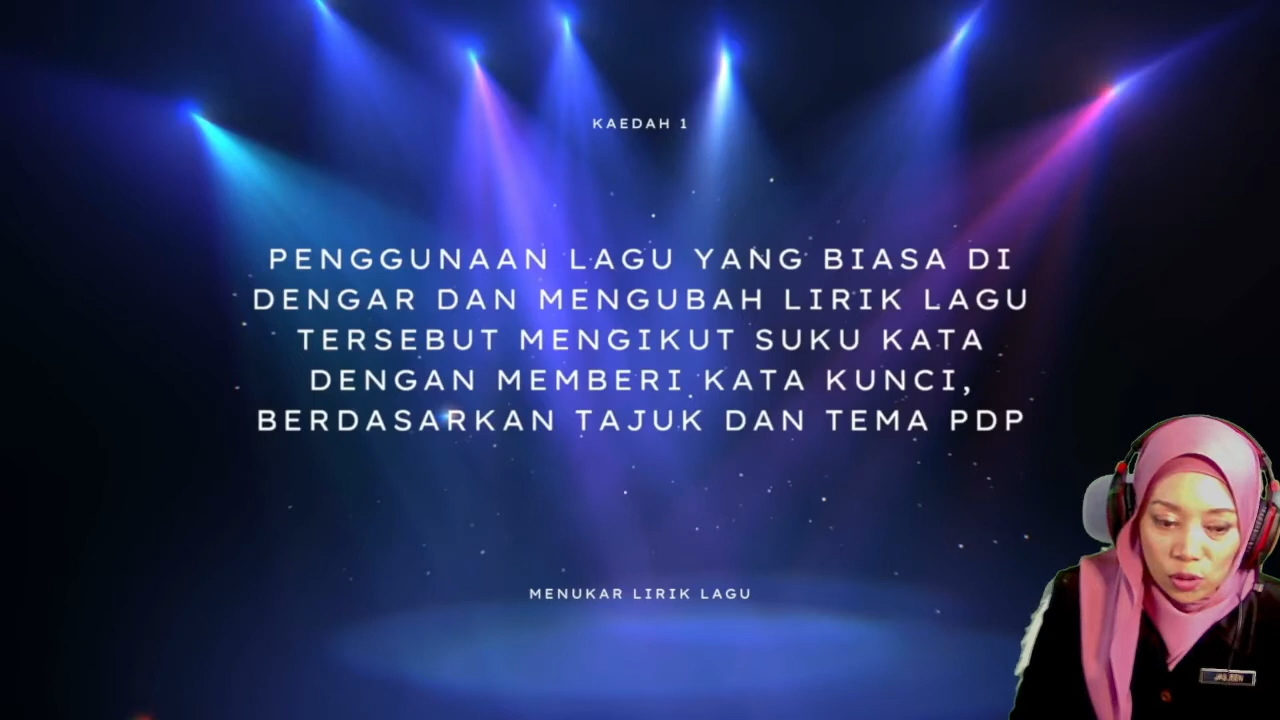 KAEDAH 1
PENGGUNAAN LAGU YANG BIASA DI
DENGAR DAN MENGUBAH LIRIK LAGU
TERSEBUT MENGIKUT SUKU KATA
DENGAN MEMBERI KATA KUNCI,
BERDASARKAN TAJUK DAN TEMA PDP
MENUKAR LIRIK LAGU